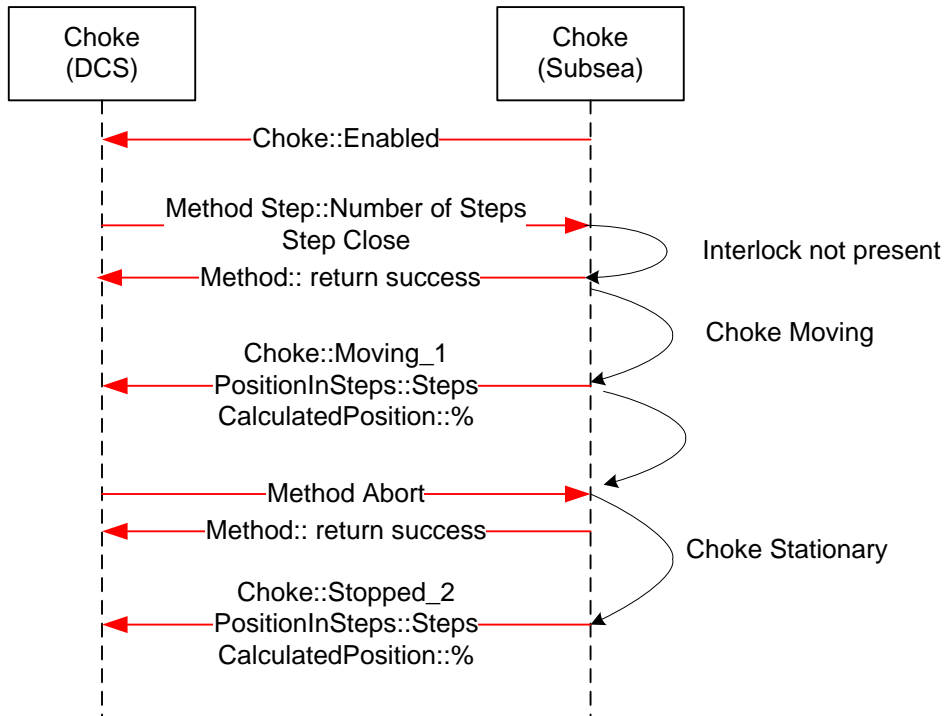 Choke
(DCS)
Choke
(Subsea)
Choke::Enabled
Method Step::Number of Steps
Step Close
Interlock not present
Method:: return success
Choke Moving
Choke::Moving_1
PositionInSteps::Steps
CalculatedPosition::%
Method Abort
Method:: return success
Choke Stationary
Choke::Stopped_2
PositionInSteps::Steps
CalculatedPosition::%